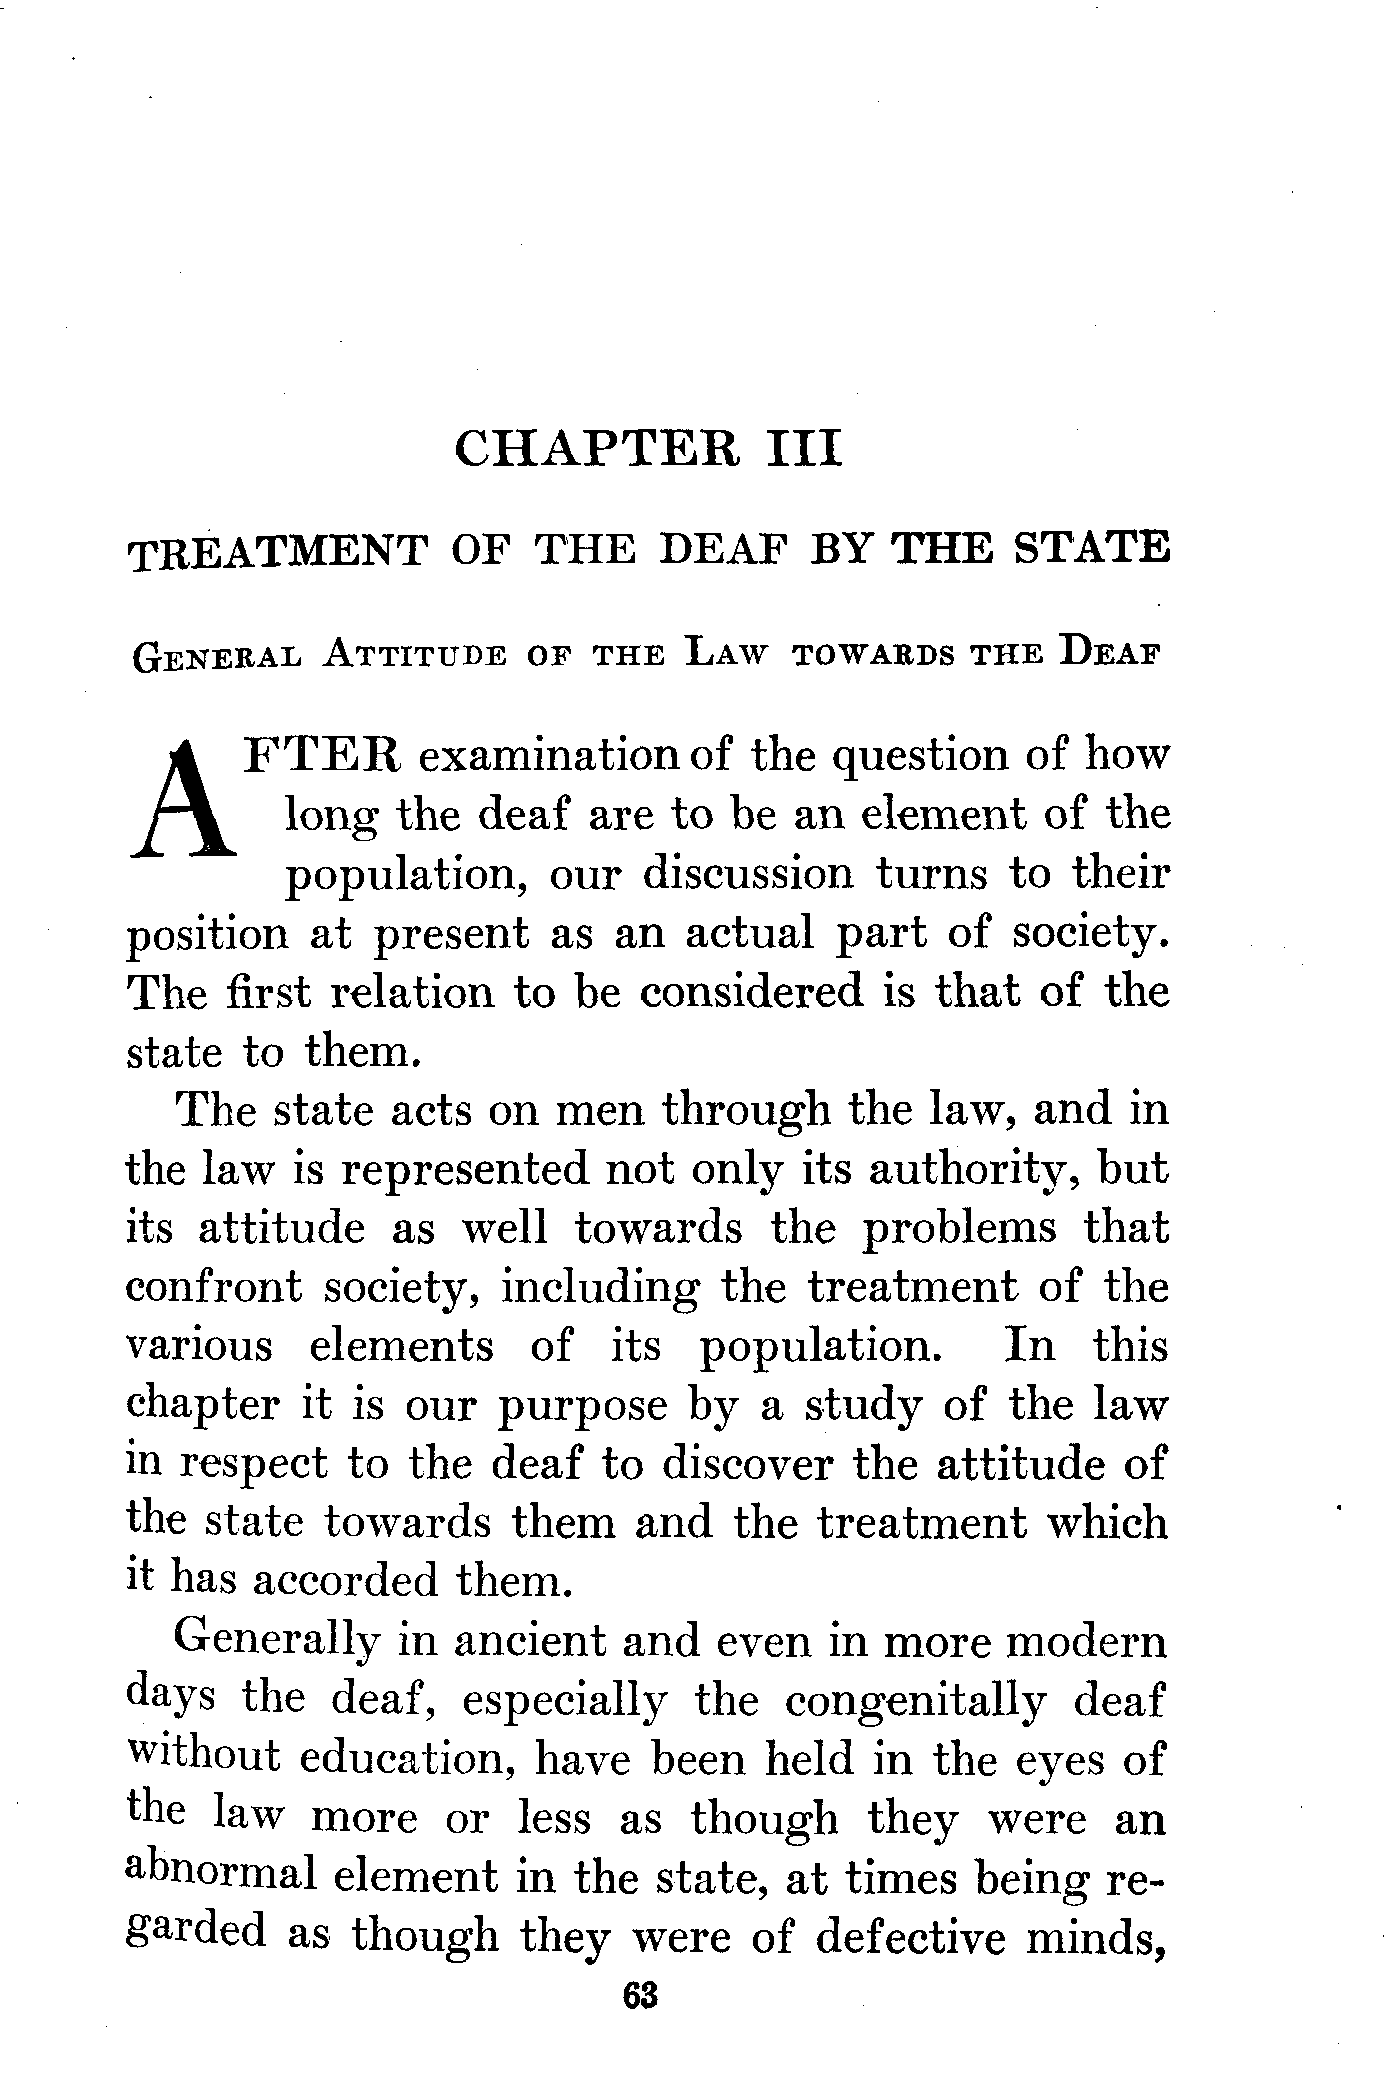 CHAPTER III
TREATMENT OF THE DEAF BY THE STATE
General Attitude of the Law towards the Deaf
AFTER examination of the question of how
long the deaf are to be an element of the
population, our discussion turns to their
position at present as an actual part of society.
The first relation to be considered is that of the
state to them.
The state acts on men through the law, and in
the law is represented not only its authority, but
its attitude as well towards the problems that
confront society, including the treatment of the
various elements of its population. In this
chapter it is our purpose by a study of the law
in respect to the deaf to discover the attitude of
the state towards them and the treatment which
it has accorded them.
Generally in ancient and even in more modern
days the deaf, especially the congenitally deaf
without education, have been held in the eyes of
the law more or less as though they were an
abnormal element in the state, at times being re-
garded as though they were of defective minds,
63